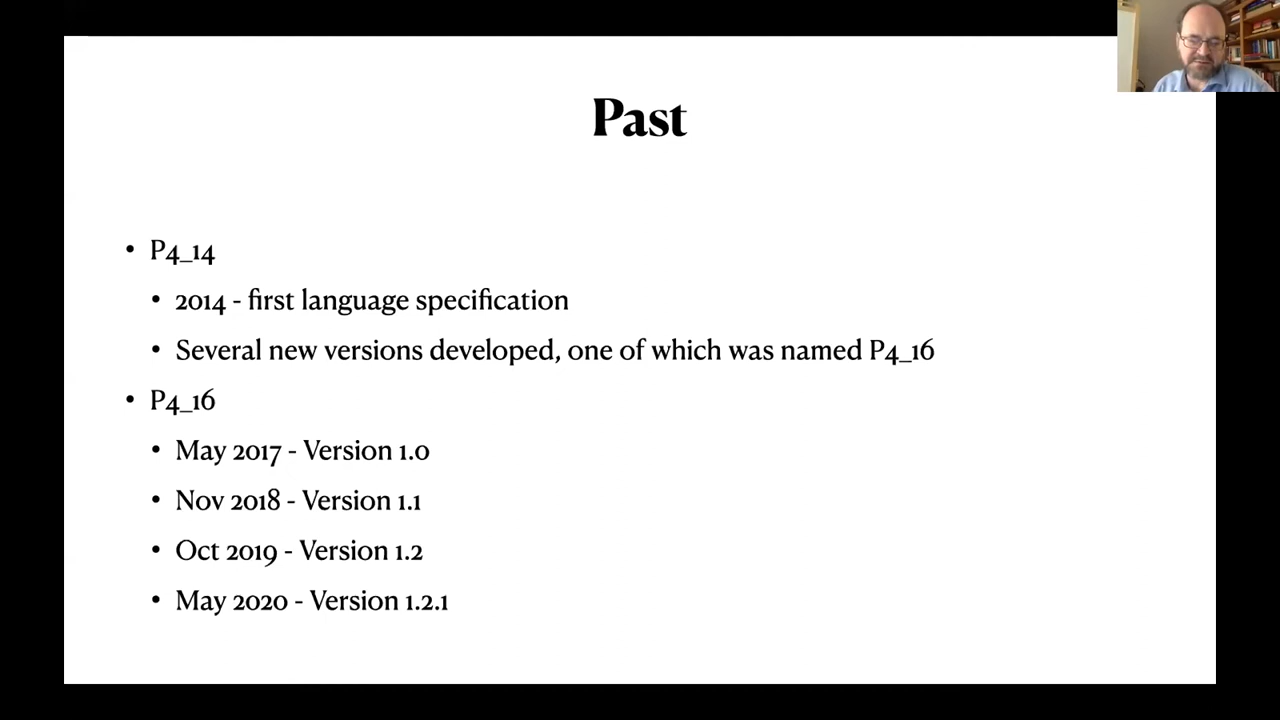 Past
• P4_14
• 2014 - first language specification
• Several new versions developed, one of which was named P4_16
• P4_16
• May 2017 - Version 1.0
• Nov 2018 - Version 1.1
• Oct 2019 - Version 1.2
• May 2020 - Version 1.2.1